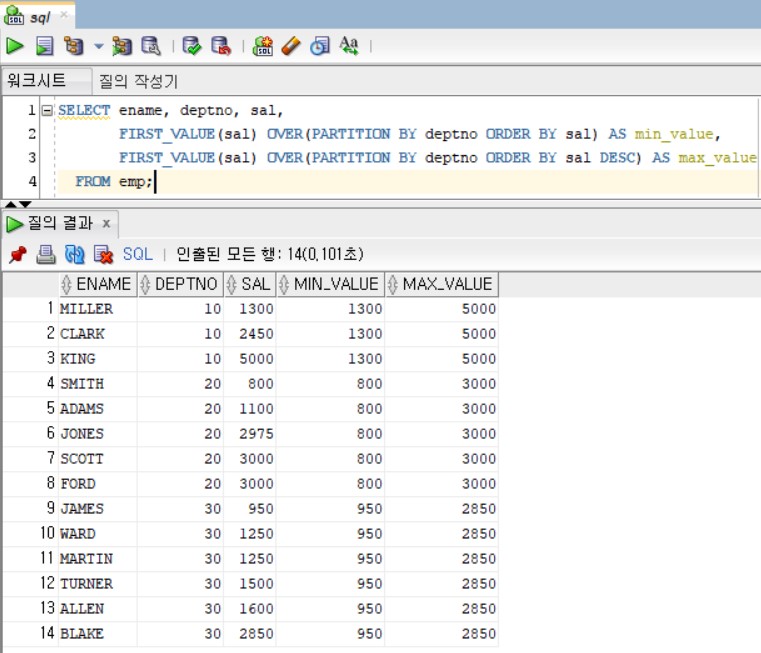 sql
워크시트 질의 작성기
1 SELECT ename, deptno, sal,
2 FIRST_VALUE(sal) OVER(PARTITION BY deptno ORDER BY sal) AS min_value,
3 FIRST_VALUE(sal) OVER(PARTITION BY deptno ORDER BY sal DESC) AS max_value
4 FROM emp;
질의 결과 x
SQL | 인출된 모든 행: 14(0,101초)
ENAME DEPTNO SAL MIN_VALUE MAX_VALUE
1 MILLER 10 1300 1300 5000
2 CLARK 10 2450 1300 5000
3 KING 10 5000 1300 5000
4 SMITH 20 800 800 3000
5 ADAMS 20 1100 800 3000
6 JONES 20 2975 800 3000
7 SCOTT 20 3000 800 3000
8 FORD 20 3000 800 3000
9 JAMES 30 950 950 2850
10 WARD 30 1250 950 2850
11 MARTIN 30 1250 950 2850
12 TURNER 30 1500 950 2850
13 ALLEN 30 1600 950 2850
14 BLAKE 30 2850 950 2850